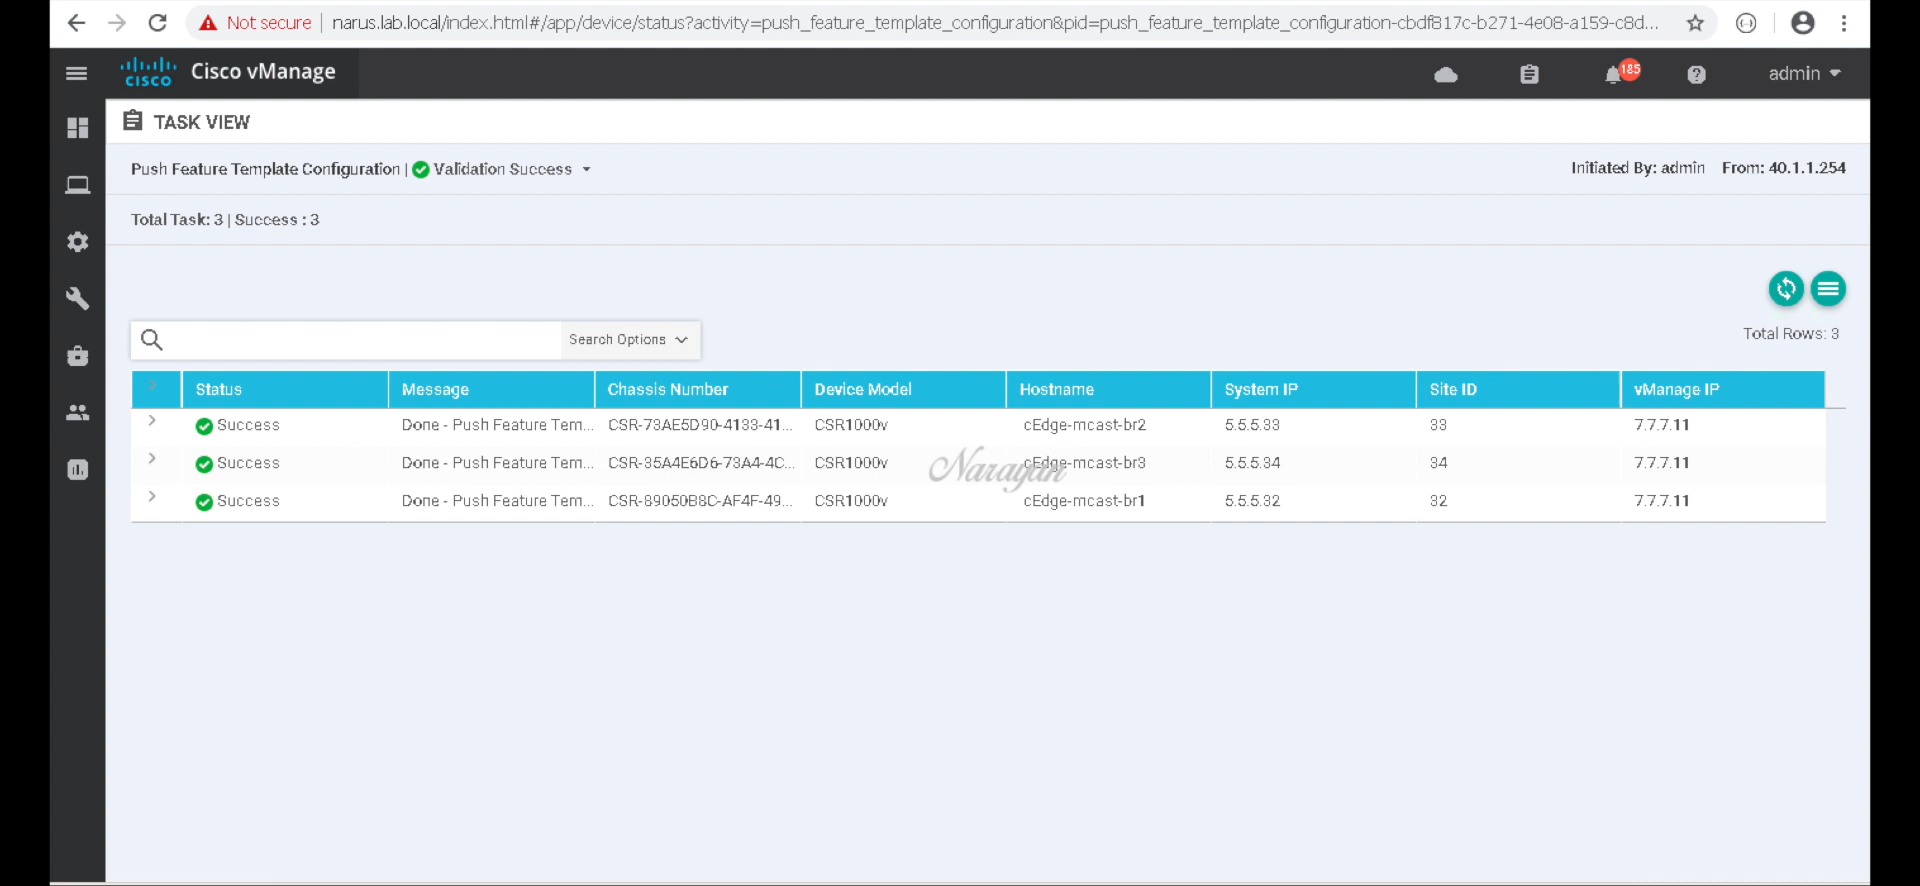 Not secure | narus.lab.local/index.html#/app/device/status?activity=push_feature_template_configuration&pid=push_feature_template_configuration-cbdf817c-b271-4e08-a159-c8d...
cisco Cisco vManage 185 admin
TASK VIEW
Push Feature Template Configuration | Validation Success Initiated By: admin From: 40.1.1.254
Total Task: 3 | Success : 3
Search Options Total Rows: 3
Status Message Chassis Number Device Model Hostname System IP Site ID vManage IP
Success Done - Push Feature Tem... CSR-73AE5D90-4133-41... CSR1000v cEdge-mcast-br2 5.5.5.33 33 7.7.7.11
Success Done - Push Feature Tem... CSR-35A4E6D6-73A4-4C... CSR1000v cEdge-mcast-br3 5.5.5.34 34 7.7.7.11
Narayan
Success Done - Push Feature Tem... CSR-89050B8C-AF4F-49... CSR1000v cEdge-mcast-br1 5.5.5.32 32 7.7.7.11